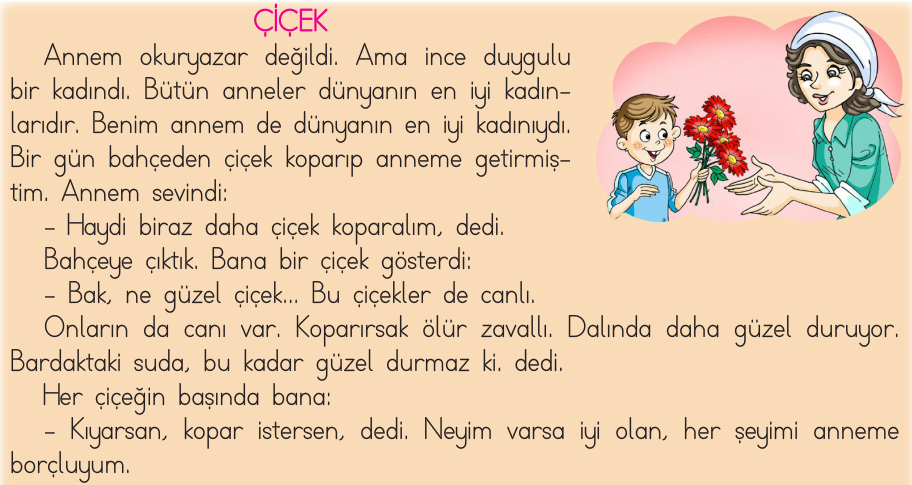 ÇİÇEK
Annem okuryazar değildi. Ama ince duygulu
bir kadındı. Bütün anneler dünyanın en iyi kadın-
larıdır. Benim annem de dünyanın en iyi kadınıydı.
Bir gün bahçeden çiçek koparıp anneme getirmiş-
tim. Annem sevindi:
- Haydi biraz daha çiçek koparalım, dedi.
Bahçeye çıktık. Bana bir çiçek gösterdi:
- Bak, ne güzel çiçek... Bu çiçekler de canlı.
Onların da canı var. Koparırsak ölür zavallı. Dalında daha güzel duruyor.
Bardaktaki suda, bu kadar güzel durmaz ki. dedi.
Her çiçeğin başında bana:
- Kıyarsan, kopar istersen, dedi. Neyim varsa iyi olan, her şeyimi anneme
borçluyum.